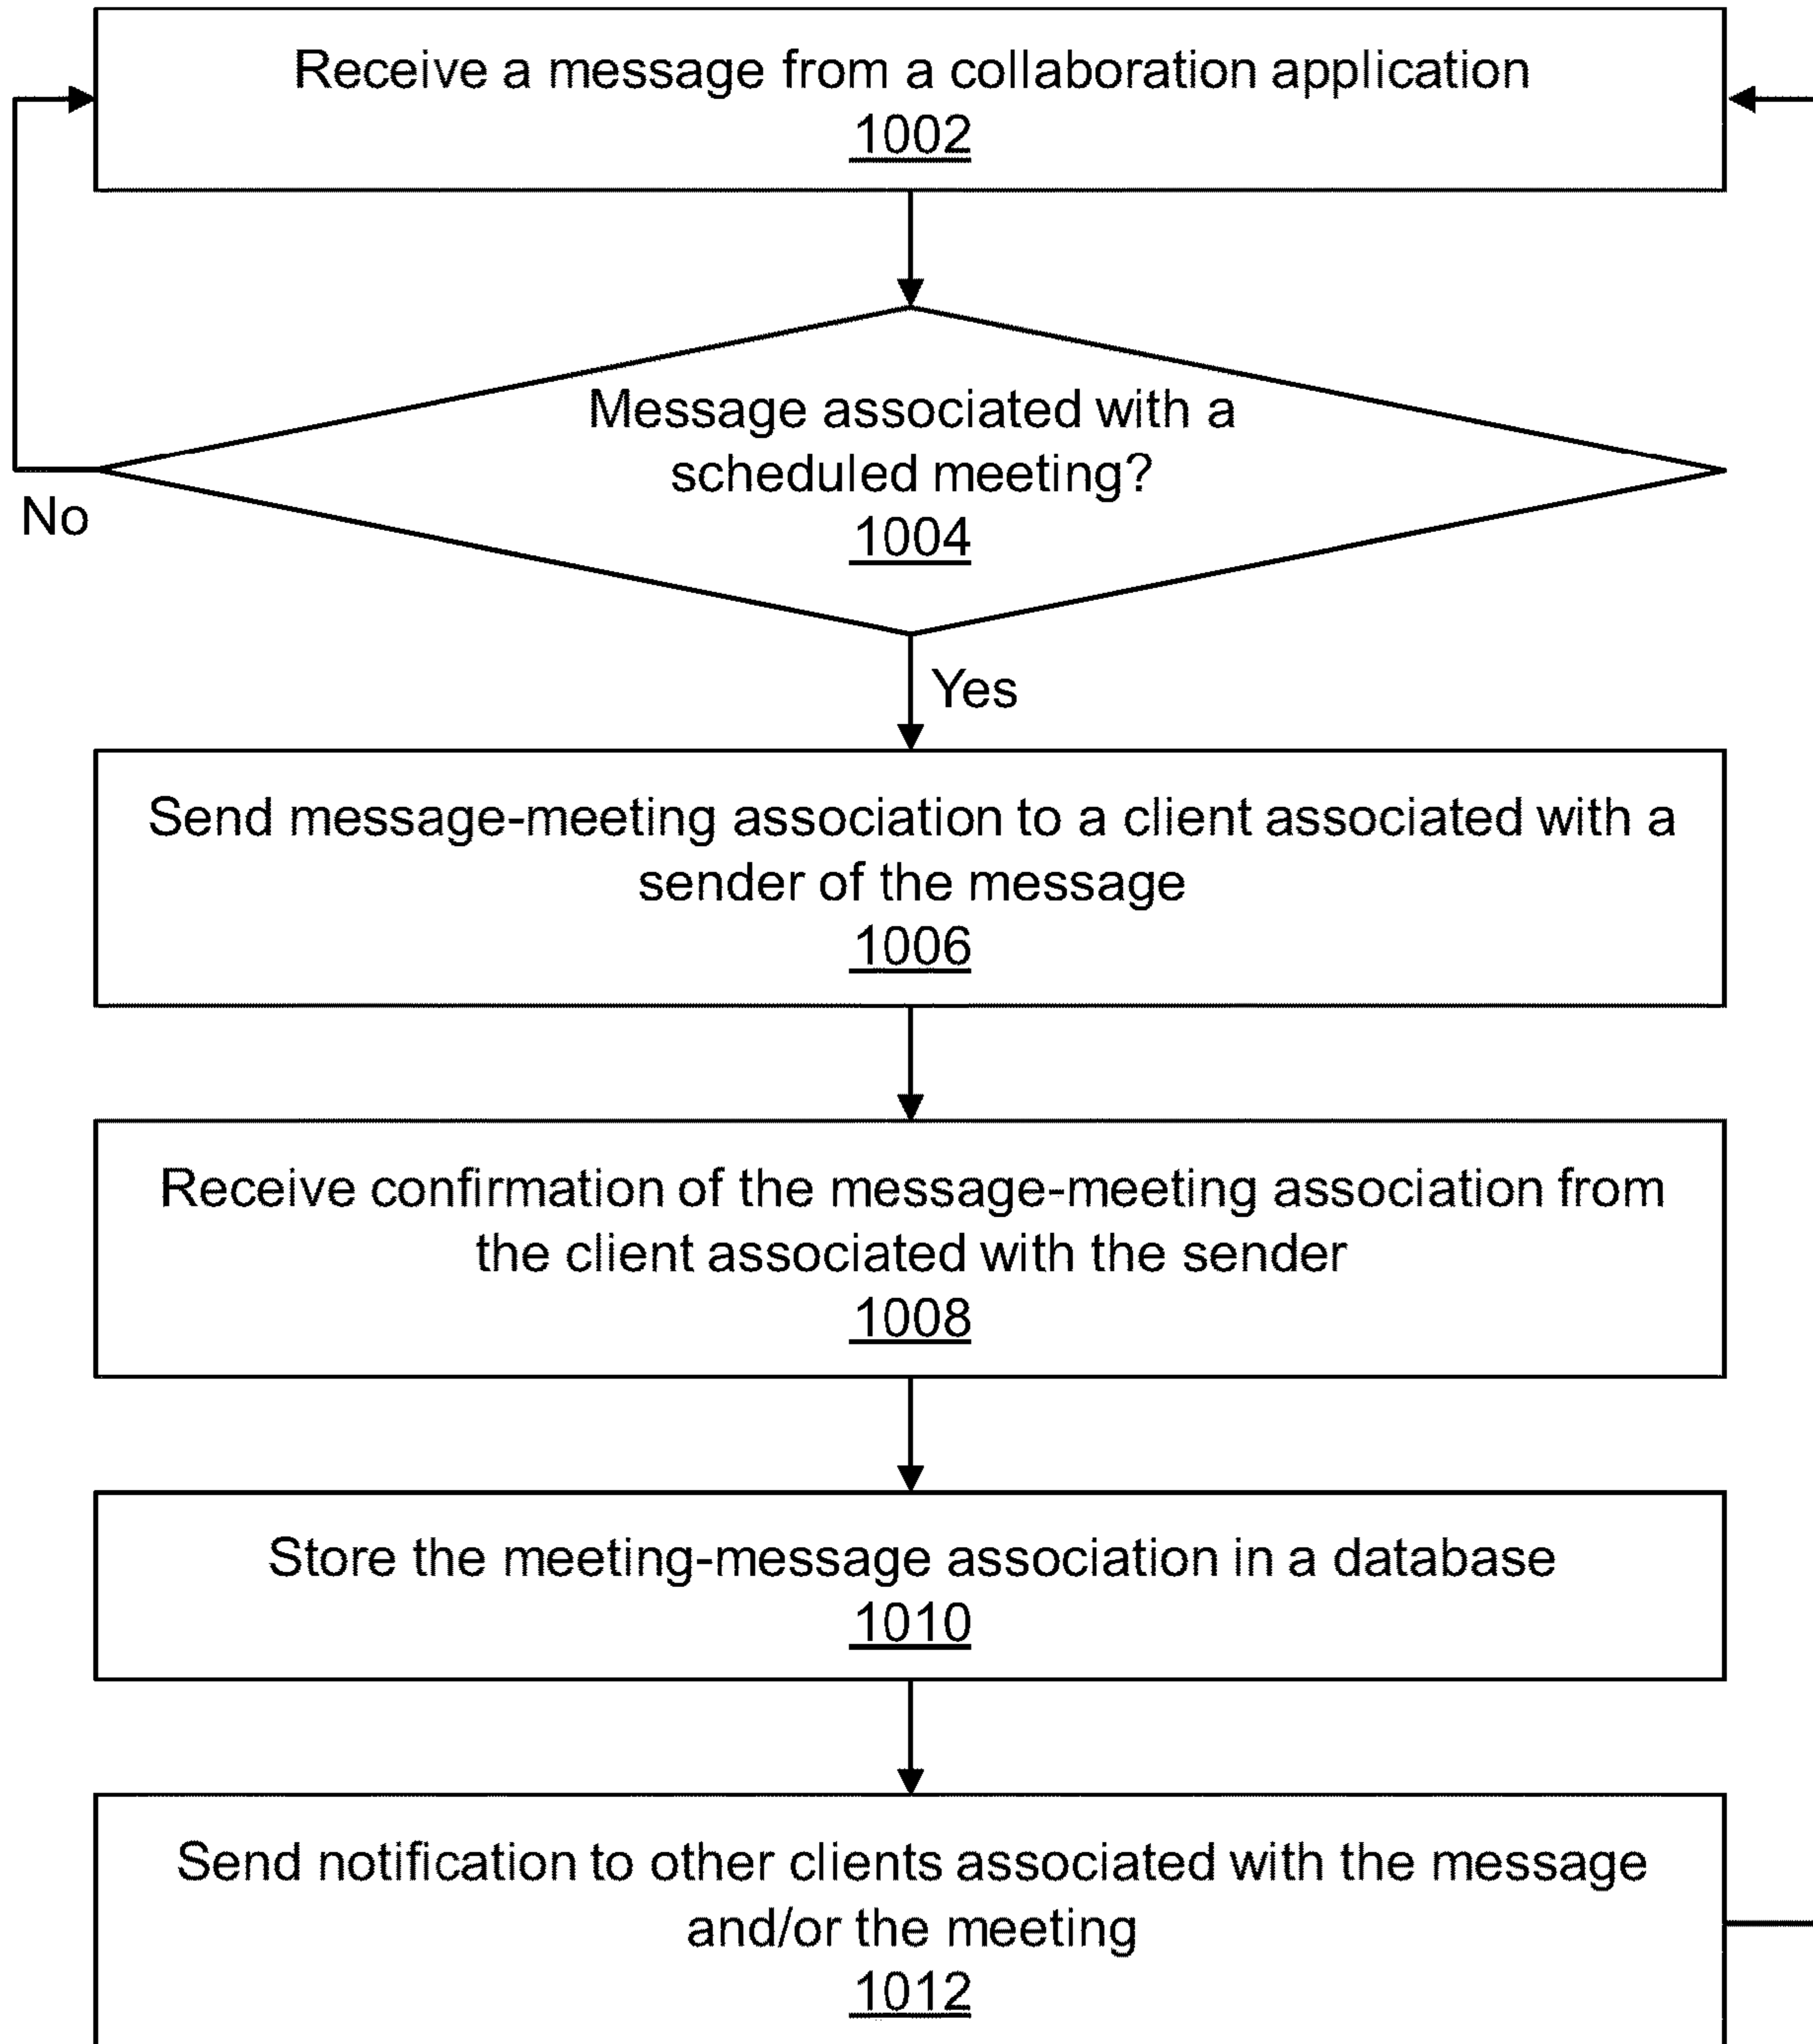 Receive a message from a collaboration application
1002
Message associated with a
scheduled meeting?
1004
No
Yes
Send message-meeting association to a client associated with a
sender of the message
1006
Receive confirmation of the message-meeting association from
the client associated with the sender
1008
Store the meeting-message association in a database
1010
Send notification to other clients associated with the message
and/or the meeting
1012